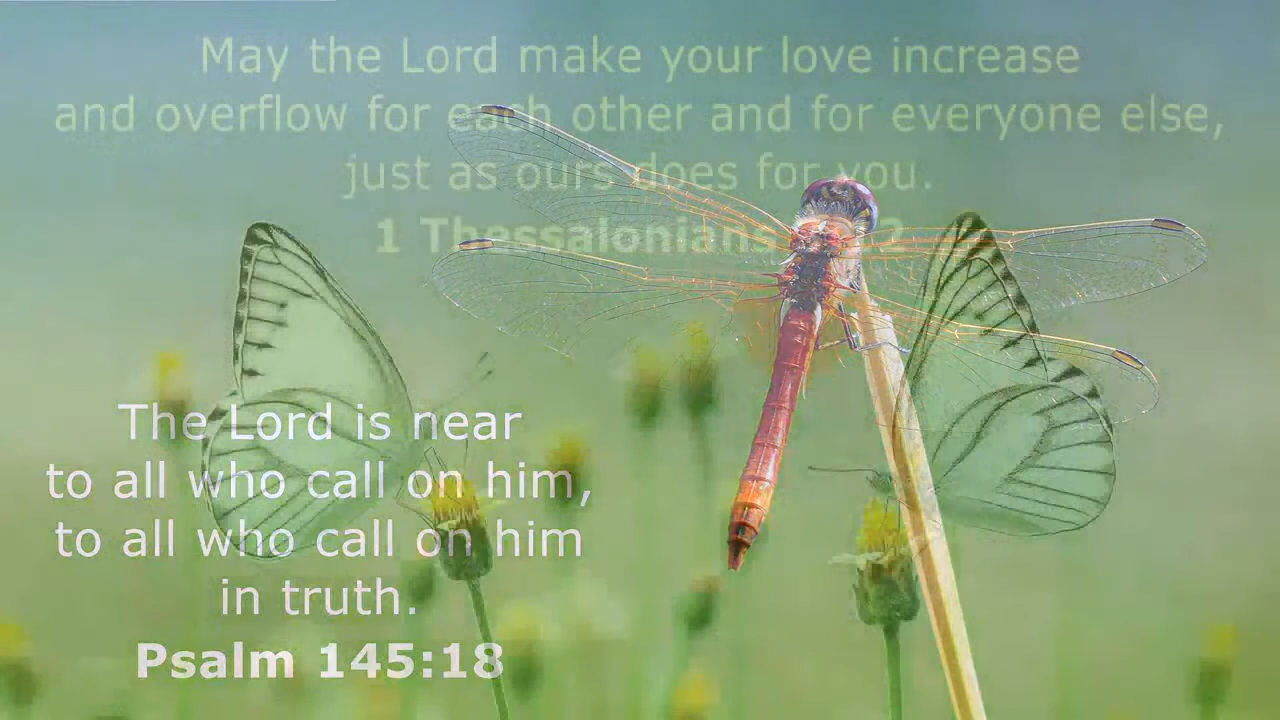 May the Lord make your love increase
and overflow for each other and for everyone else,
just as ours does for you.
1 Thessalonians 2
The Lord is near
to all who call on him,
to all who call on him
in truth.
Psalm 145:18